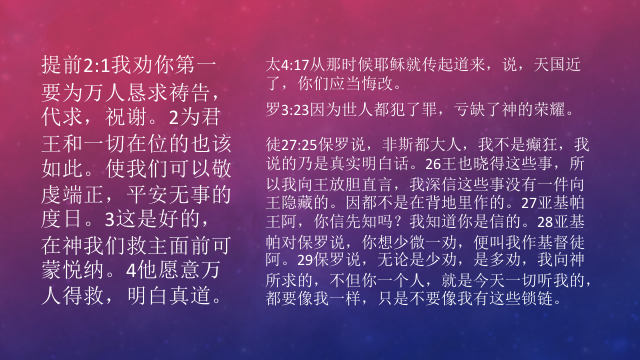 提前2:1我劝你第一
要为万人恳求祷告，
代求，祝谢。2为君
王和一切在位的也该
如此。使我们可以敬
虔端正，平安无事的
度日。3这是好的，
在神我们救主面前可
蒙悦纳。4他愿意万
人得救，明白真道。
太4:17从那时候耶稣就传起道来，说，天国近
了，你们应当悔改。
罗3:23因为世人都犯了罪，亏缺了神的荣耀。
徒27:25保罗说，非斯都大人，我不是癫狂，我
说的乃是真实明白话。26王也晓得这些事，所
以我向王放胆直言，我深信这些事没有一件向
王隐藏的。因都不是在背地里作的。27亚基帕
王阿，你信先知吗？我知道你是信的。28亚基
帕对保罗说，你想少微一劝，便叫我作基督徒
阿。29保罗说，无论是少劝，是多劝，我向神
所求的，不但你一个人，就是今天一切听我的，
都要像我一样，只是不要像我有这些锁链。